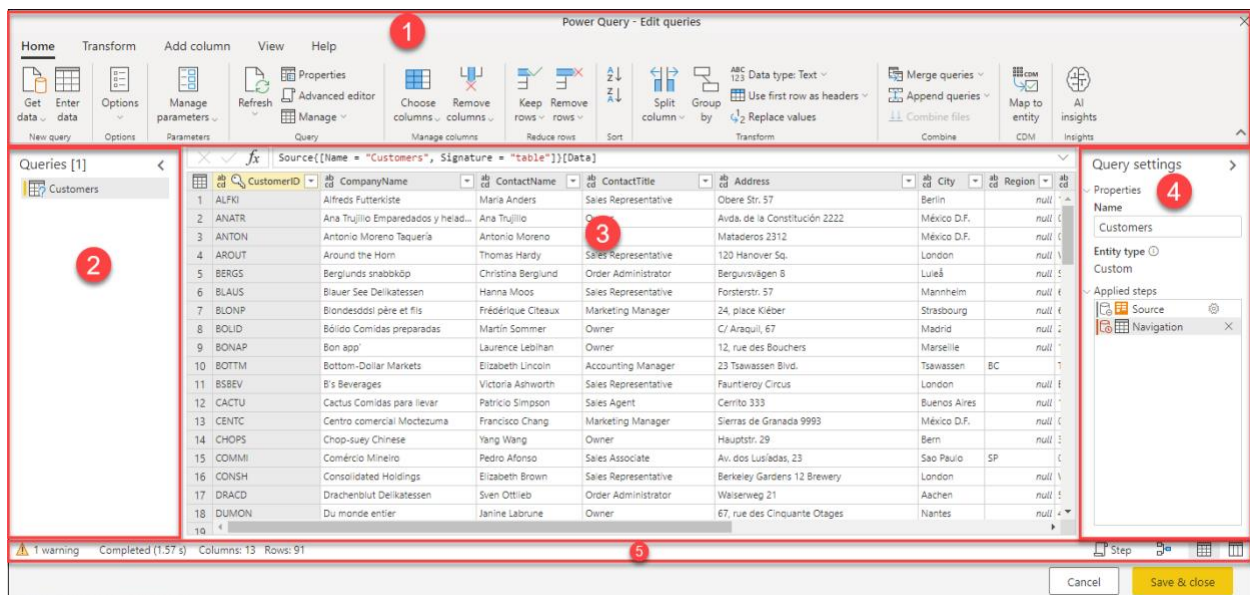 Power Query - Edit queries
1
Home Transform Add column View Help
Get data Enter data Options Manage parameters Refresh Properties Advanced editor Manage Choose columns Remove columns Keep rows Remove rows Split column Group by Data type: Text Use first row as headers Replace values Merge queries Append queries Combine files Map to entity AI insights
New query Options Parameters Query Manage columns Reduce rows Sort Transform Combine CDM Insights
Queries [1]
Customers
2
fx Source{[Name = "Customers", Signature = "table"]}[Data]
CustomerID CompanyName ContactName ContactTitle Address City Region
1 ALFKI Alfreds Futterkiste Maria Anders Sales Representative Obere Str. 57 Berlin null
2 ANATR Ana Trujillo Emparedados y helad... Ana Trujillo Avda. de la Constitución 2222 México D.F. null
3 ANTON Antonio Moreno Taquería Antonio Moreno Mataderos 2312 México D.F. null
3
4 AROUT Around the Horn Thomas Hardy Sales Representative 120 Hanover Sq. London null
5 BERGS Berglunds snabbköp Christina Berglund Order Administrator Berguvsvägen 8 Luleå null
6 BLAUS Blauer See Delikatessen Hanna Moos Sales Representative Forsterstr. 57 Mannheim null
7 BLONP Blondesddsl père et fils Frédérique Citeaux Marketing Manager 24, place Kléber Strasbourg null
8 BOLID Bólido Comidas preparadas Martín Sommer Owner C/ Araquil, 67 Madrid null
9 BONAP Bon app' Laurence Lebihan Owner 12, rue des Bouchers Marseille null
10 BOTTM Bottom-Dollar Markets Elizabeth Lincoln Accounting Manager 23 Tsawassen Blvd. Tsawassen BC
11 BSBEV B's Beverages Victoria Ashworth Sales Representative Fauntleroy Circus London null
12 CACTU Cactus Comidas para llevar Patricio Simpson Sales Agent Cerrito 333 Buenos Aires null
13 CENTC Centro comercial Moctezuma Francisco Chang Marketing Manager Sierras de Granada 9993 México D.F. null
14 CHOPS Chop-suey Chinese Yang Wang Owner Hauptstr. 29 Bern null
15 COMMI Comércio Mineiro Pedro Afonso Sales Associate Av. dos Lusíadas, 23 Sao Paulo SP
16 CONSH Consolidated Holdings Elizabeth Brown Sales Representative Berkeley Gardens 12 Brewery London null
17 DRACD Drachenblut Delikatessen Sven Ottlieb Order Administrator Walserweg 21 Aachen null
18 DUMON Du monde entier Janine Labrune Owner 67, rue des Cinquante Otages Nantes null
19
Query settings
4
Properties
Name
Customers
Entity type
Custom
Applied steps
Source
Navigation
1 warning Completed (1.57 s) Columns: 13 Rows: 91 5 Step
Cancel Save & close